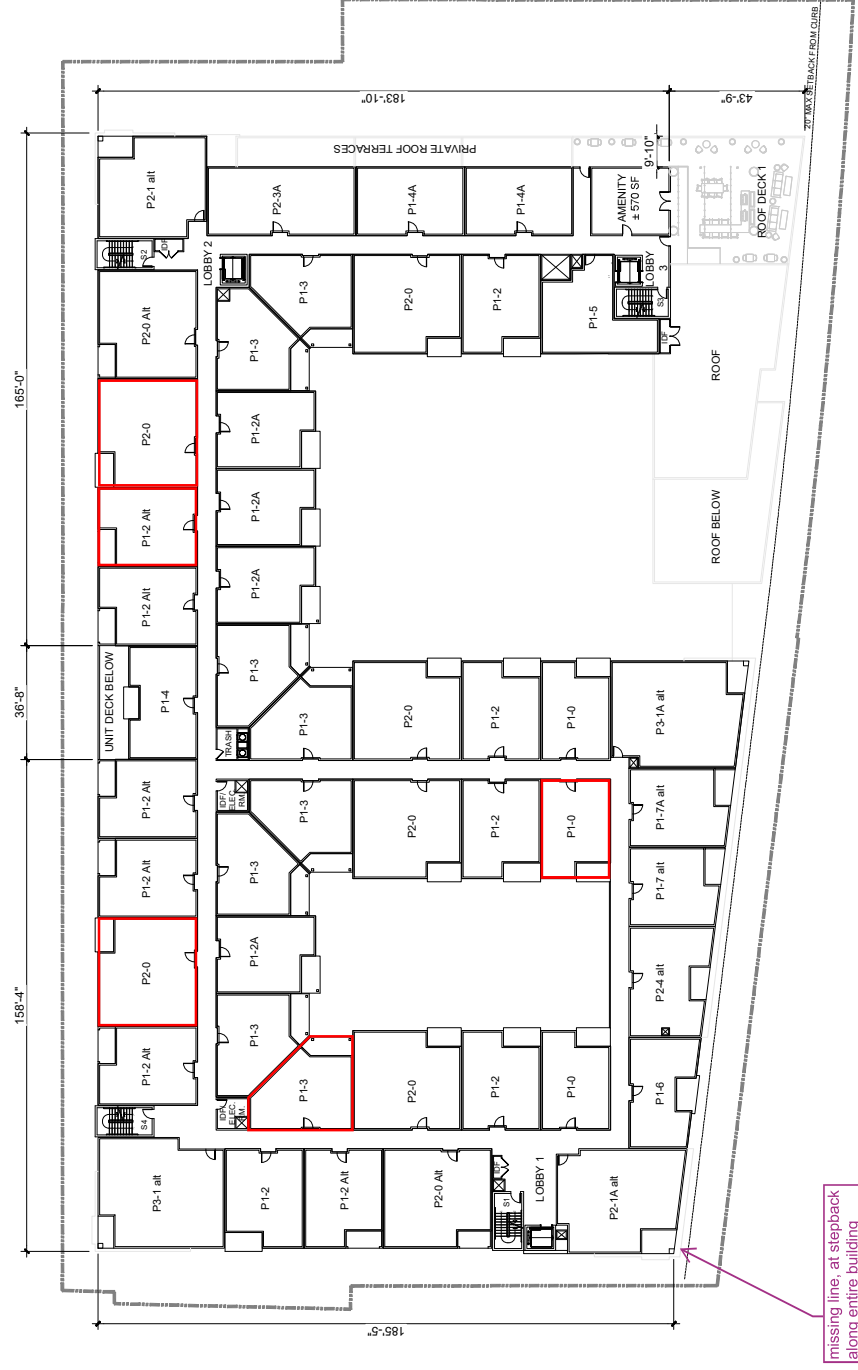 183'-10"
43'-9"
20' MAX SETBACK FROM CURB
165'-0"
36'-8"
158'-4"
185'-5"
9'-10"
P2-1 alt
PRIVATE ROOF TERRACES
P2-3A
P1-4A
P1-4A
AMENITY
± 570 SF
ROOF DECK 1
S2
IDF
LOBBY 2
LOBBY
3
S3
IDF
P2-0 Alt
P1-3
P1-3
P2-0
P1-2
P1-5
ROOF
P2-0
P1-2A
P1-2 Alt
P1-2A
ROOF BELOW
P1-2 Alt
P1-2A
UNIT DECK BELOW
P1-4
P1-3
TRASH
P1-3
P2-0
P1-2
P1-0
P3-1A alt
P1-2 Alt
IDF/
ELEC.
RM
P1-3
P2-0
P1-2
P1-0
P1-7A alt
P1-2 Alt
P1-3
P1-7 alt
P2-0
P1-2A
P2-4 alt
P1-2 Alt
P1-3
IDF/
ELEC.
RM.
P1-3
P2-0
P1-2
P1-0
P1-6
S4
P3-1 alt
P1-2
P1-2 Alt
P2-0 Alt
IDF
S1
LOBBY 1
P2-1A alt
missing line, at stepback
along entire building